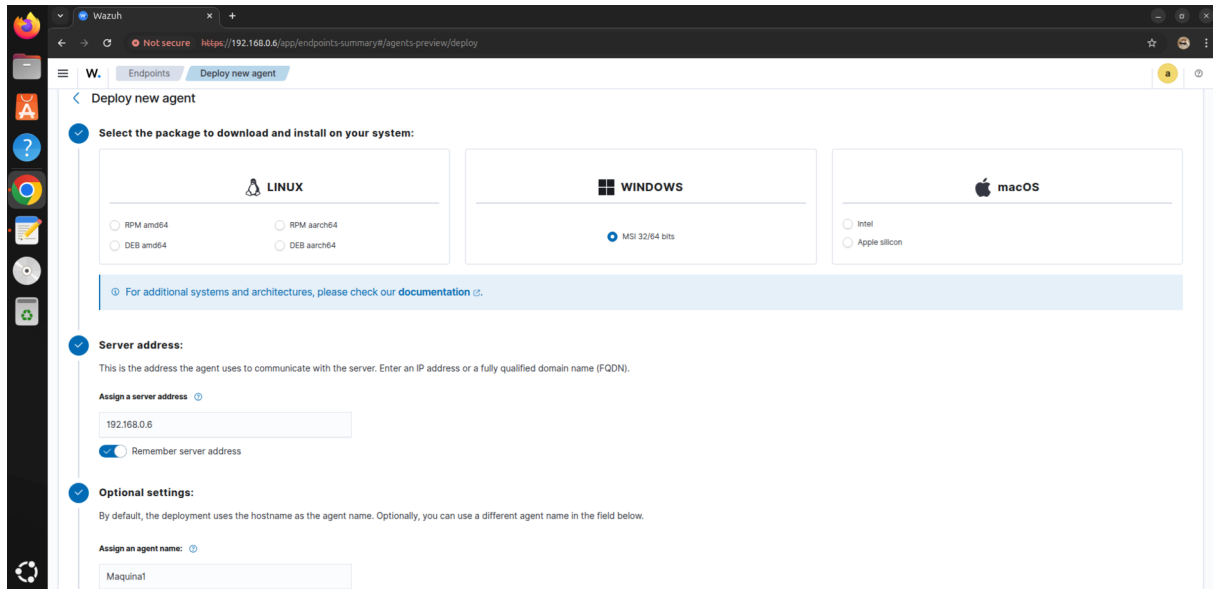 Wazuh
Not secure https://192.168.0.6/app/endpoints-summary#/agents-preview/deploy
W. Endpoints Deploy new agent a
Deploy new agent
Select the package to download and install on your system:
LINUX
RPM amd64 RPM aarch64
DEB amd64 DEB aarch64
WINDOWS
MSI 32/64 bits
macOS
Intel
Apple silicon
For additional systems and architectures, please check our documentation.
Server address:
This is the address the agent uses to communicate with the server. Enter an IP address or a fully qualified domain name (FQDN).
Assign a server address
192.168.0.6
Remember server address
Optional settings:
By default, the deployment uses the hostname as the agent name. Optionally, you can use a different agent name in the field below.
Assign an agent name:
Maquina1